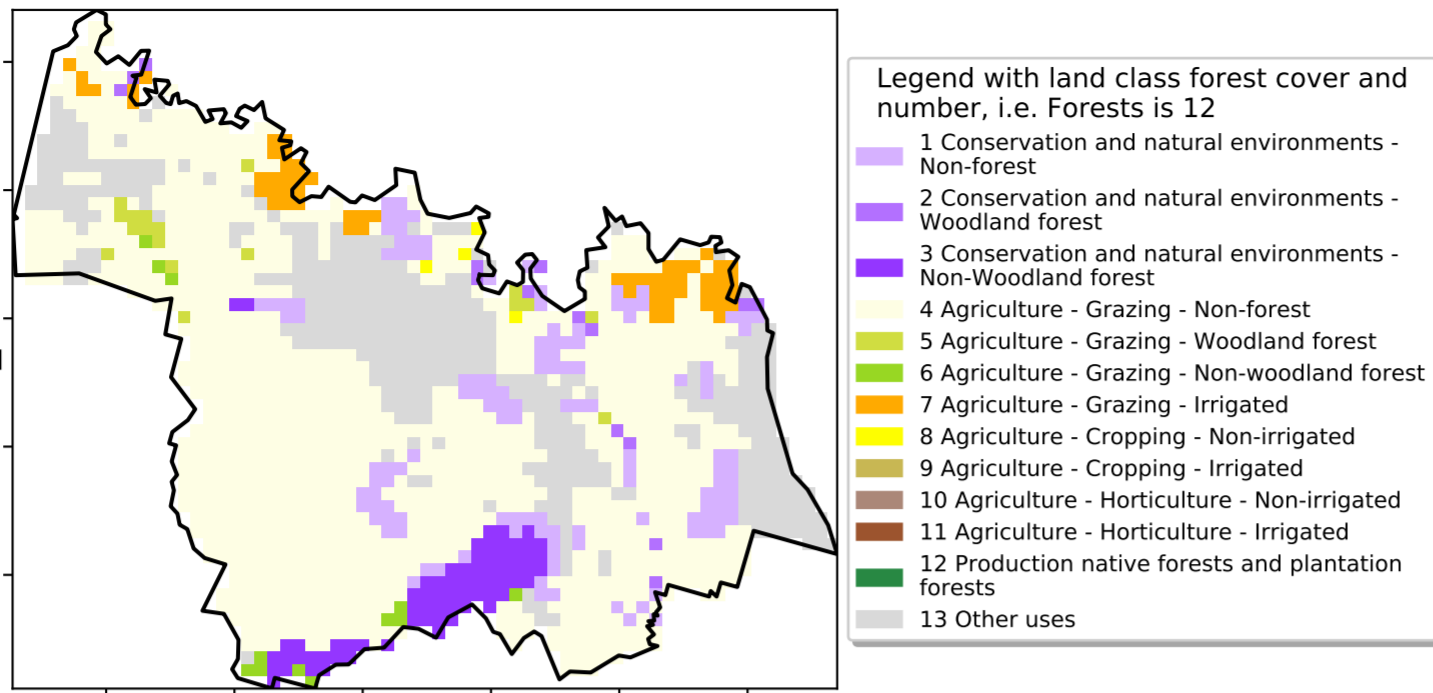 Legend with land class forest cover and
number, i.e. Forests is 12
1 Conservation and natural environments -
Non-forest
2 Conservation and natural environments -
Woodland forest
3 Conservation and natural environments -
Non-Woodland forest
4 Agriculture - Grazing - Non-forest
5 Agriculture - Grazing - Woodland forest
6 Agriculture - Grazing - Non-woodland forest
7 Agriculture - Grazing - Irrigated
8 Agriculture - Cropping - Non-irrigated
9 Agriculture - Cropping - Irrigated
10 Agriculture - Horticulture - Non-irrigated
11 Agriculture - Horticulture - Irrigated
12 Production native forests and plantation
forests
13 Other uses